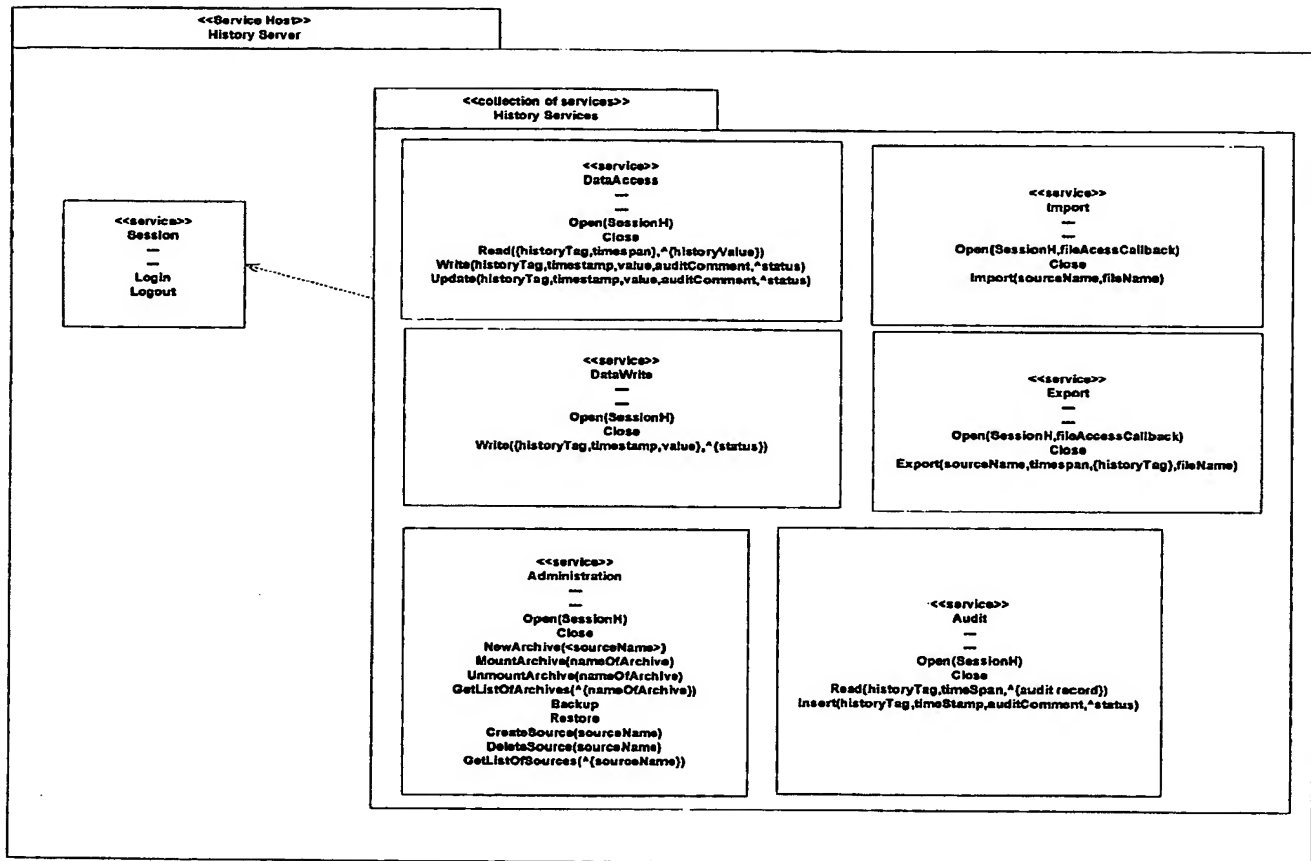 <<Service Host>>
History Server
<<collection of services>>
History Services
<<service>>
Session
—
—
Login
Logout
<<service>>
DataAccess
—
—
Open(SessionH)
Close
Read({historyTag,timespan},^{historyValue})
Write(historyTag,timestamp,value,auditComment,^status)
Update(historyTag,timestamp,value,auditComment,^status)
<<service>>
Import
—
—
Open(SessionH,fileAcessCallback)
Close
Import(sourceName,fileName)
<<service>>
DataWrite
—
—
Open(SessionH)
Close
Write({historyTag,timestamp,value},^{status})
<<service>>
Export
—
—
Open(SessionH,fileAccessCallback)
Close
Export(sourceName,timespan,{historyTag},fileName)
<<service>>
Administration
—
—
Open(SessionH)
Close
NewArchive(<sourceName>)
MountArchive(nameOfArchive)
UnmountArchive(nameOfArchive)
GetListOfArchives(^{nameOfArchive})
Backup
Restore
CreateSource(sourceName)
DeleteSource(sourceName)
GetListOfSources(^{sourceName})
<<service>>
Audit
—
—
Open(SessionH)
Close
Read(historyTag,timeSpan,^{audit record})
Insert(historyTag,timeStamp,auditComment,^status)